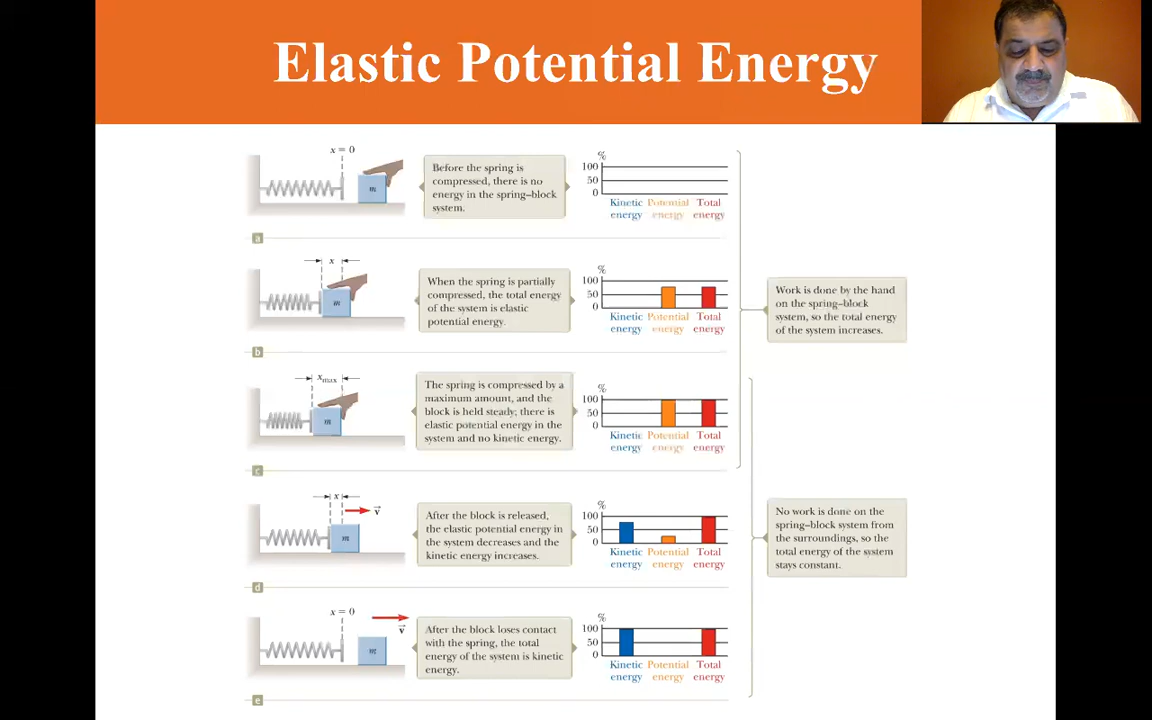 Elastic Potential Energy
x = 0
m
Before the spring is
compressed, there is no
energy in the spring–block
system.
%
100
50
0
Kinetic Potential Total
energy energy energy
a
x
m
When the spring is partially
compressed, the total energy
of the system is elastic
potential energy.
%
100
50
0
Kinetic Potential Total
energy energy energy
Work is done by the hand
on the spring–block
system, so the total energy
of the system increases.
b
xmax
m
The spring is compressed by a
maximum amount, and the
block is held steady; there is
elastic potential energy in the
system and no kinetic energy.
%
100
50
0
Kinetic Potential Total
energy energy energy
c
x
v
m
After the block is released,
the elastic potential energy in
the system decreases and the
kinetic energy increases.
%
100
50
0
Kinetic Potential Total
energy energy energy
No work is done on the
spring–block system from
the surroundings, so the
total energy of the system
stays constant.
d
x = 0
v
m
After the block loses contact
with the spring, the total
energy of the system is kinetic
energy.
%
100
50
0
Kinetic Potential Total
energy energy energy
e